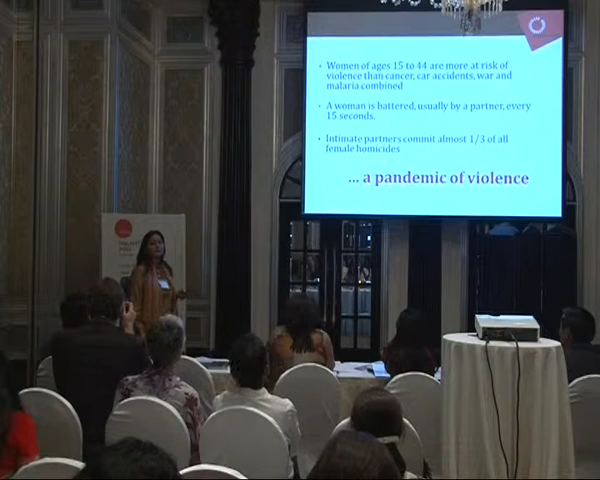 • Women of ages 15 to 44 are more at risk of
violence than cancer, car accidents, war and
malaria combined
• A woman is battered, usually by a partner, every
15 seconds.
• Intimate partners commit almost 1/3 of all
female homicides
... a pandemic of violence